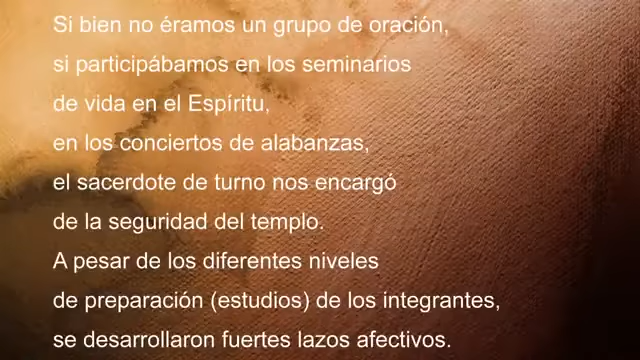 Si bien no éramos un grupo de oración,
si participábamos en los seminarios
de vida en el Espíritu,
en los conciertos de alabanzas,
el sacerdote de turno nos encargó
de la seguridad del templo.
A pesar de los diferentes niveles
de preparación (estudios) de los integrantes,
se desarrollaron fuertes lazos afectivos.